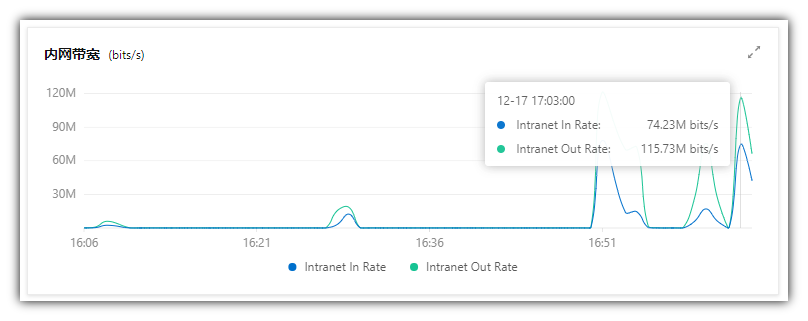 内网带宽 (bits/s)
12-17 17:03:00
Intranet In Rate: 74.23M bits/s
Intranet Out Rate: 115.73M bits/s
120M
90M
60M
30M
16:06 16:21 16:36 16:51
Intranet In Rate Intranet Out Rate